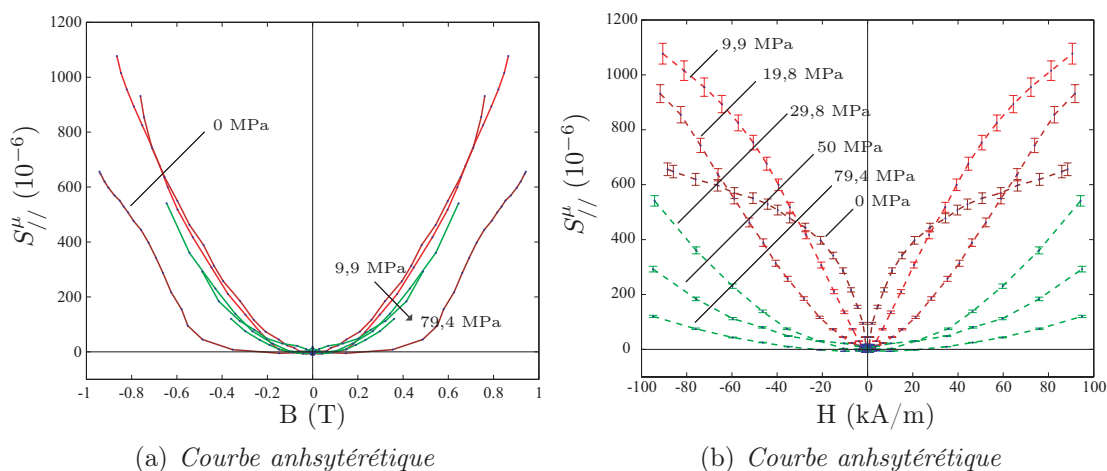 1200
1000
800
600
400
200
0
-1 -0.8 -0.6 -0.4 -0.2 0 0.2 0.4 0.6 0.8 1
S^μ_// (10^−6)
B (T)
0 MPa
9,9 MPa
79,4 MPa
(a) Courbe anhsytérétique
1200
1000
800
600
400
200
0
-100 -80 -60 -40 -20 0 20 40 60 80 100
S^μ_// (10^−6)
H (kA/m)
9,9 MPa
19,8 MPa
29,8 MPa
50 MPa
79,4 MPa
0 MPa
(b) Courbe anhsytérétique